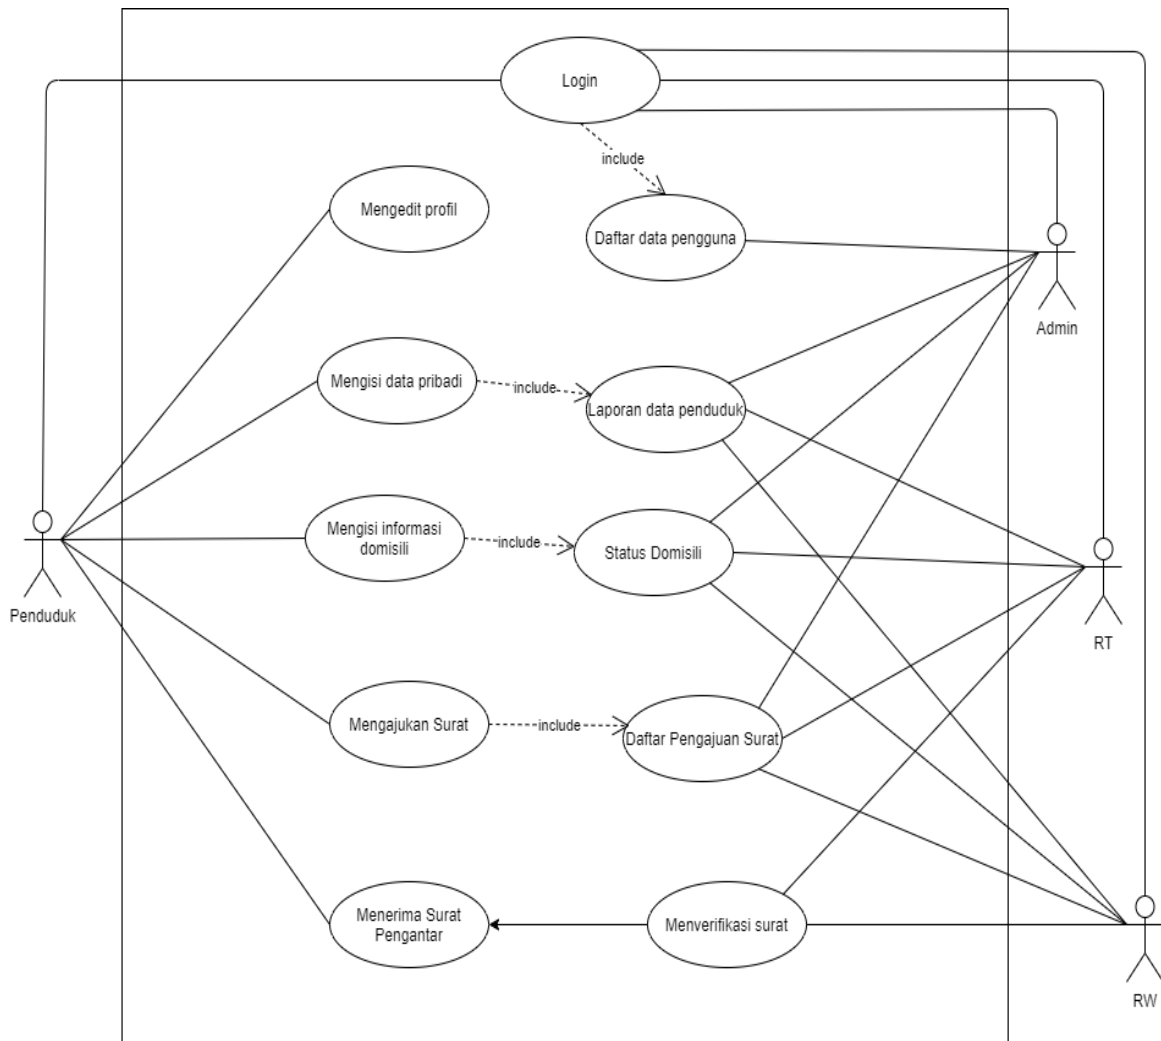 Login
include
Mengedit profil
Daftar data pengguna
Admin
Mengisi data pribadi
include
Laporan data penduduk
Mengisi informasi
domisili
include
Status Domisili
Penduduk
RT
Mengajukan Surat
include
Daftar Pengajuan Surat
Menerima Surat
Pengantar
Menverifikasi surat
RW